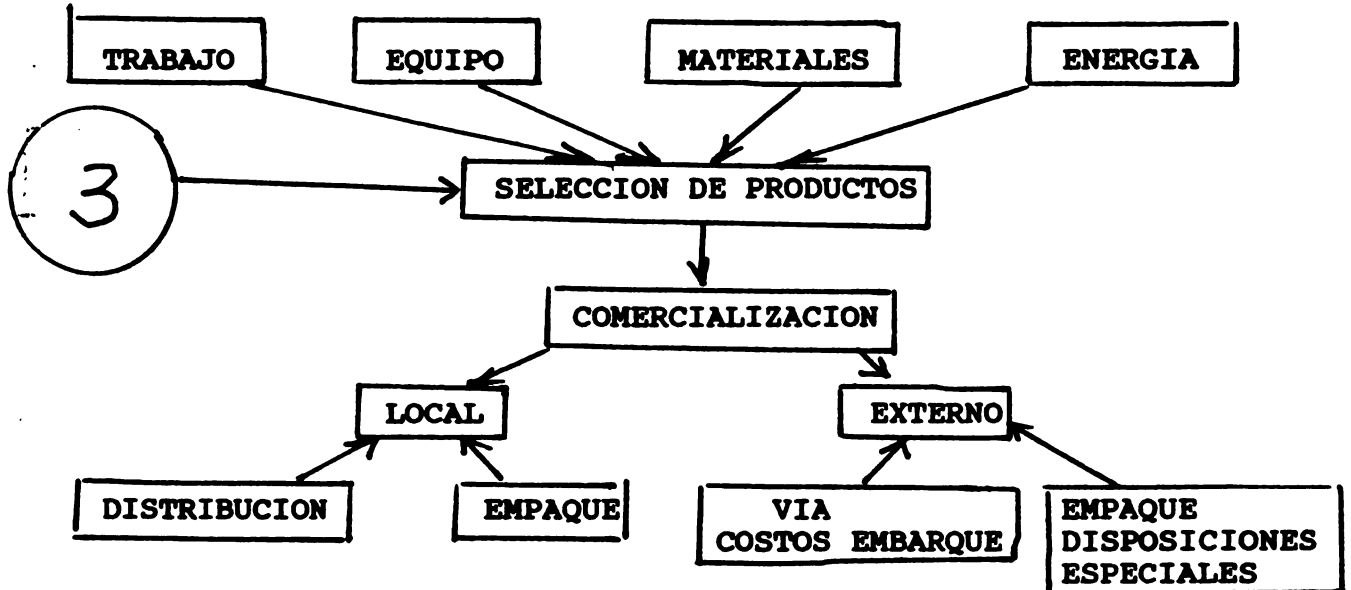 TRABAJO
EQUIPO
MATERIALES
ENERGIA
3
SELECCION DE PRODUCTOS
COMERCIALIZACION
LOCAL
EXTERNO
DISTRIBUCION
EMPAQUE
VIA
COSTOS EMBARQUE
EMPAQUE
DISPOSICIONES
ESPECIALES